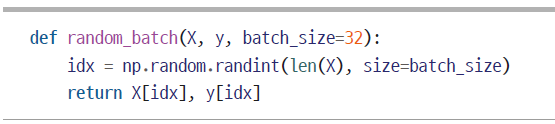 def random_batch(X, y, batch_size=32):
    idx = np.random.randint(len(X), size=batch_size)
    return X[idx], y[idx]